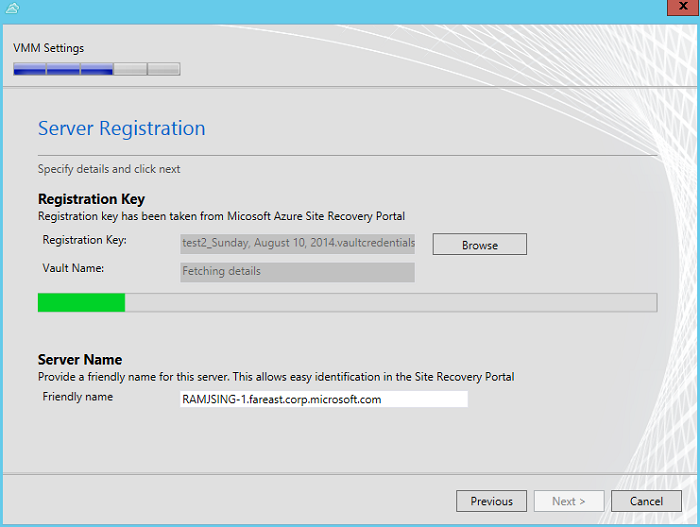 X
VMM Settings
Server Registration
Specify details and click next
Registration Key
Registration key has been taken from Micosoft Azure Site Recovery Portal
Registration Key: test2_Sunday, August 10, 2014.vaultcredentials Browse
Vault Name: Fetching details
Server Name
Provide a friendly name for this server. This allows easy identification in the Site Recovery Portal
Friendly name RAMJSING-1.fareast.corp.microsoft.com
Previous Next > Cancel